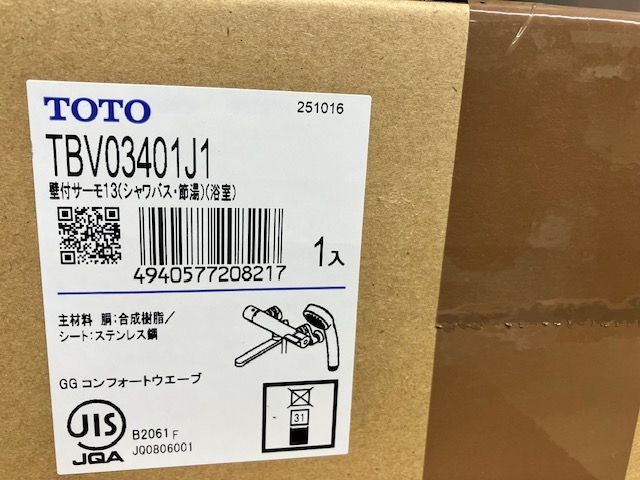 TOTO
251016
TBV03401J1
壁付サーモ13(シャワバス・節湯)(浴室)
4940577208217
1入
主材料 胴:合成樹脂/
シート:ステンレス鋼
GG コンフォートウエーブ
31
JIS
JQA
B2061 F
JQ0806001